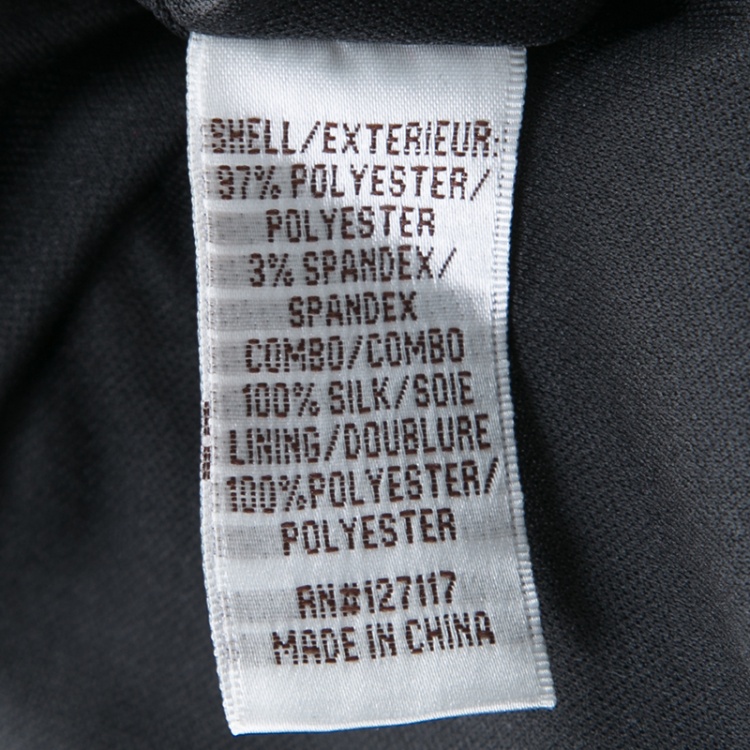 SHELL/EXTERIEUR:
97% POLYESTER/
POLYESTER
3% SPANDEX/
SPANDEX
COMBO/COMBO
100% SILK/SOIE
LINING/DOUBLURE
100%POLYESTER/
POLYESTER
RN#127117
MADE IN CHINA